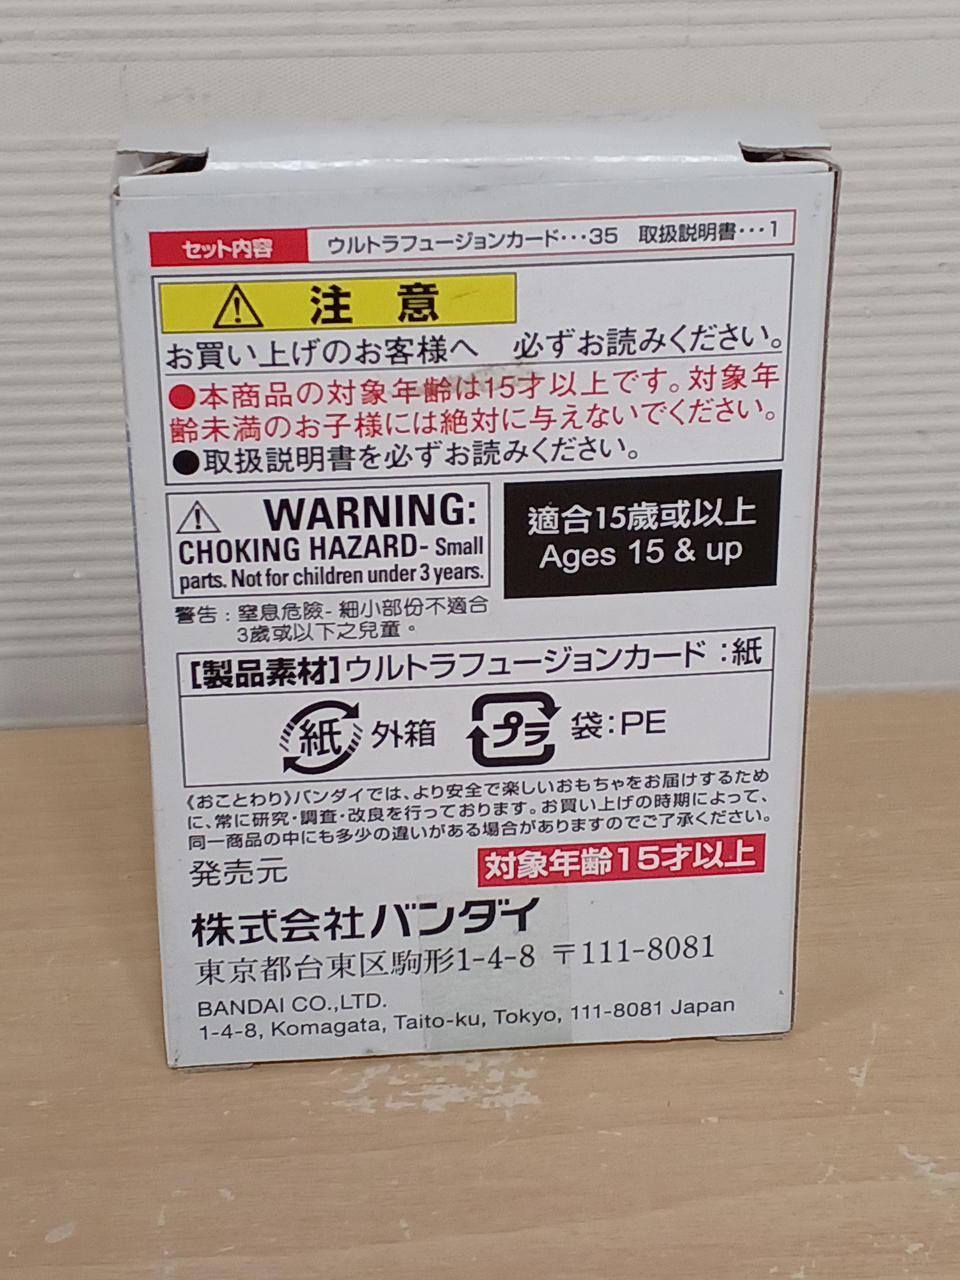 セット内容 ウルトラフュージョンカード･･･35 取扱説明書･･･1
注意
お買い上げのお客様へ 必ずお読みください。
●本商品の対象年齢は15才以上です。対象年
齢未満のお子様には絶対に与えないでください。
●取扱説明書を必ずお読みください。
WARNING:
CHOKING HAZARD- Small
parts. Not for children under 3 years.
適合15歲或以上
Ages 15 & up
警告：窒息危險- 細小部份不適合
3歲或以下之兒童。
[製品素材]ウルトラフュージョンカード：紙
紙 外箱 プラ 袋：PE
《おことわり》バンダイでは、より安全で楽しいおもちゃをお届けするため
に、常に研究・調査・改良を行っております。お買い上げの時期によって、
同一商品の中にも多少の違いがある場合がありますのでご了承ください。
発売元 対象年齢15才以上
株式会社バンダイ
東京都台東区駒形1-4-8 〒111-8081
BANDAI CO.,LTD.
1-4-8, Komagata, Taito-ku, Tokyo, 111-8081 Japan